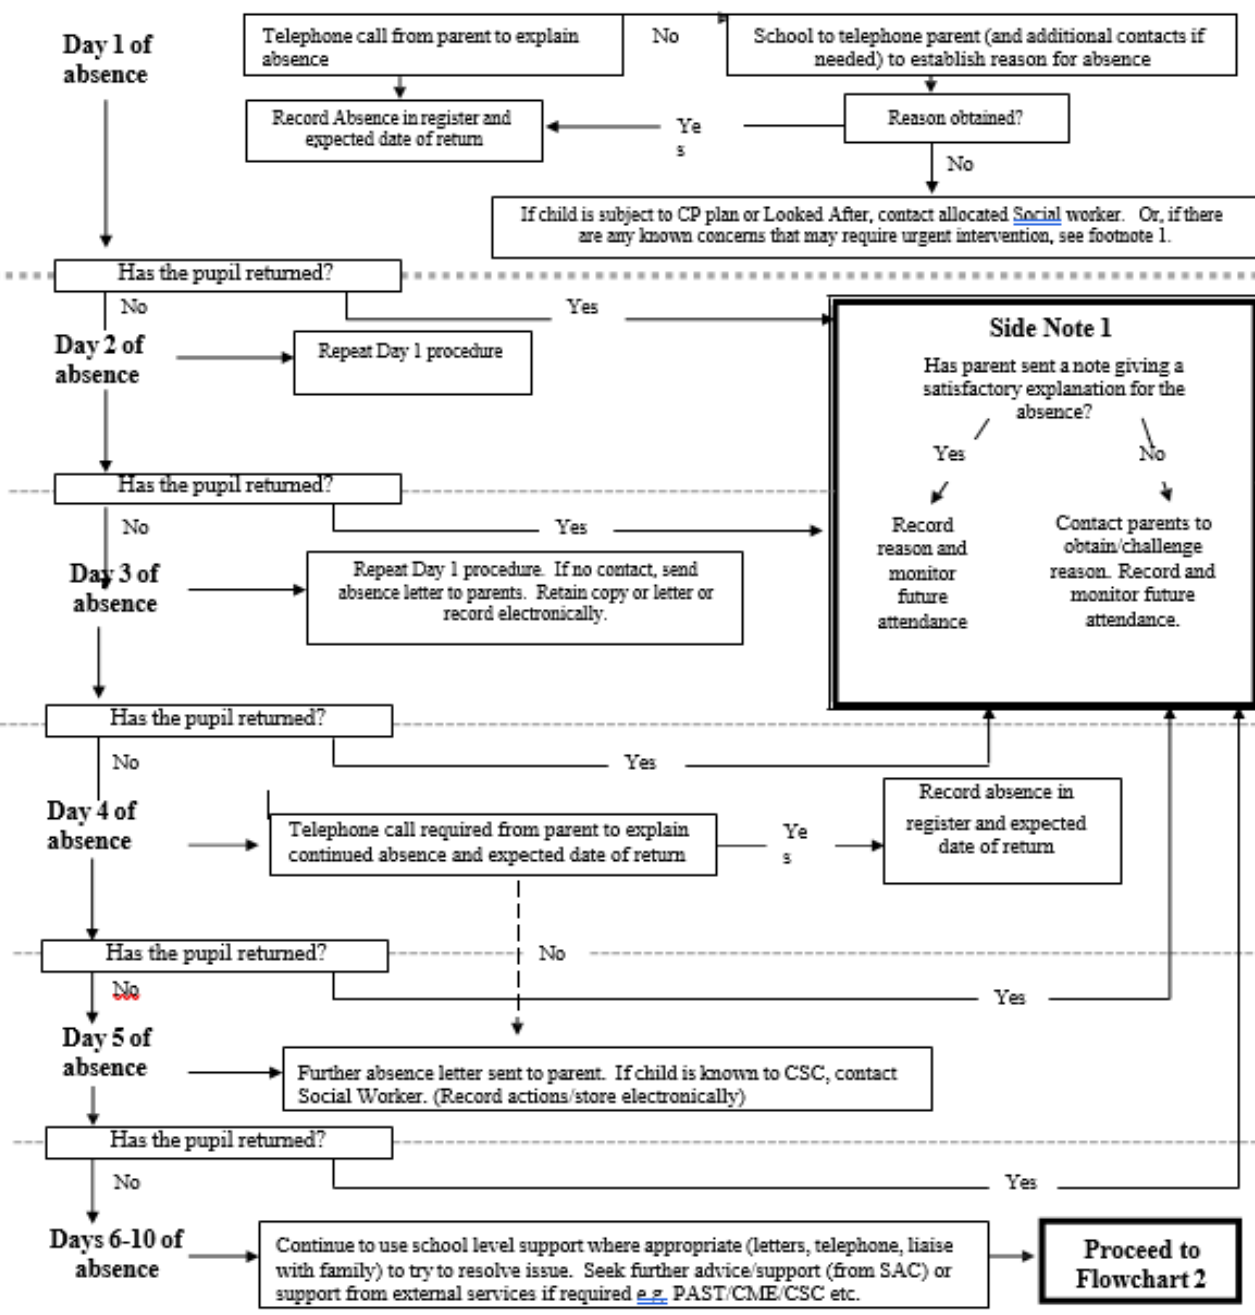 Day 1 of
absence
Telephone call from parent to explain
absence
No
School to telephone parent (and additional contacts if
needed) to establish reason for absence
Record Absence in register and
expected date of return
Ye
s
Reason obtained?
No
If child is subject to CP plan or Looked After, contact allocated Social worker. Or, if there
are any known concerns that may require urgent intervention, see footnote 1.
Has the pupil returned?
No
Yes
Day 2 of
absence
Repeat Day 1 procedure
Side Note 1
Has parent sent a note giving a
satisfactory explanation for the
absence?
Yes
No
Record
reason and
monitor
future
attendance
Contact parents to
obtain/challenge
reason. Record and
monitor future
attendance.
Has the pupil returned?
No
Yes
Day 3 of
absence
Repeat Day 1 procedure. If no contact, send
absence letter to parents. Retain copy or letter or
record electronically.
Has the pupil returned?
No
Yes
Day 4 of
absence
Telephone call required from parent to explain
continued absence and expected date of return
Ye
s
Record absence in
register and expected
date of return
Has the pupil returned?
No
No
Yes
Day 5 of
absence
Further absence letter sent to parent. If child is known to CSC, contact
Social Worker. (Record actions/store electronically)
Has the pupil returned?
No
Yes
Days 6-10 of
absence
Continue to use school level support where appropriate (letters, telephone, liaise
with family) to try to resolve issue. Seek further advice/support (from SAC) or
support from external services if required e.g. PAST/CME/CSC etc.
Proceed to
Flowchart 2